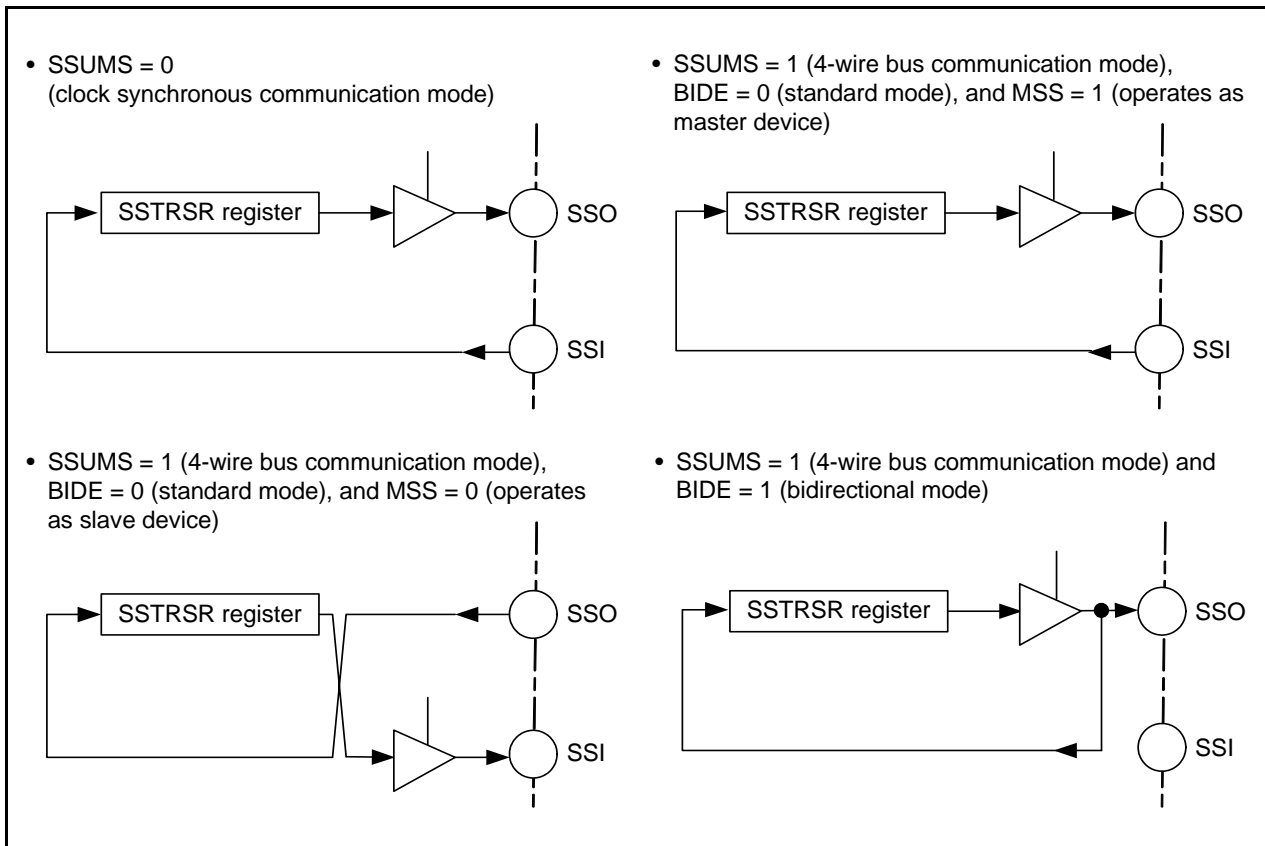 • SSUMS = 0
(clock synchronous communication mode)
SSTRSR register
SSO
SSI
• SSUMS = 1 (4-wire bus communication mode),
BIDE = 0 (standard mode), and MSS = 1 (operates as
master device)
SSTRSR register
SSO
SSI
• SSUMS = 1 (4-wire bus communication mode),
BIDE = 0 (standard mode), and MSS = 0 (operates
as slave device)
SSTRSR register
SSO
SSI
• SSUMS = 1 (4-wire bus communication mode) and
BIDE = 1 (bidirectional mode)
SSTRSR register
SSO
SSI